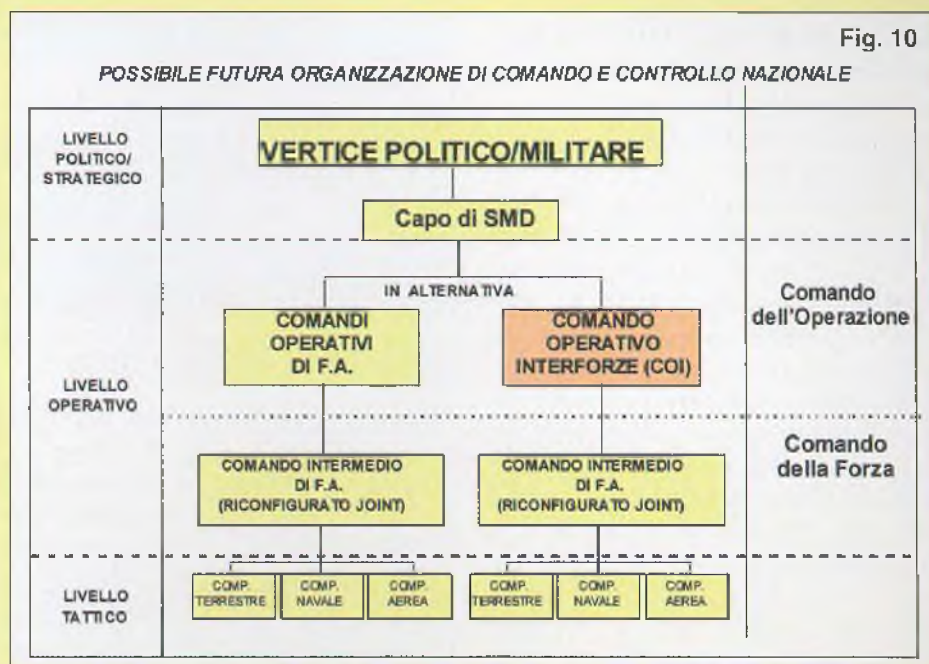 Fig. 10
POSSIBILE FUTURA ORGANIZZAZIONE DI COMANDO E CONTROLLO NAZIONALE
LIVELLO
POLITICO/
STRATEGICO
VERTICE POLITICO/MILITARE
Capo di SMD
IN ALTERNATIVA
LIVELLO
OPERATIVO
COMANDI
OPERATIVI
DI F.A.
COMANDO
OPERATIVO
INTERFORZE (COI)
Comando
dell'Operazione
COMANDO INTERMEDIO
DI F.A.
(RICONFIGURATO JOINT)
COMANDO INTERMEDIO
DI F.A.
(RICONFIGURATO JOINT)
Comando
della Forza
LIVELLO
TATTICO
COMP.
TERRESTRE
COMP.
NAVALE
COMP.
AEREA
COMP.
TERRESTRE
COMP.
NAVALE
COMP.
AEREA